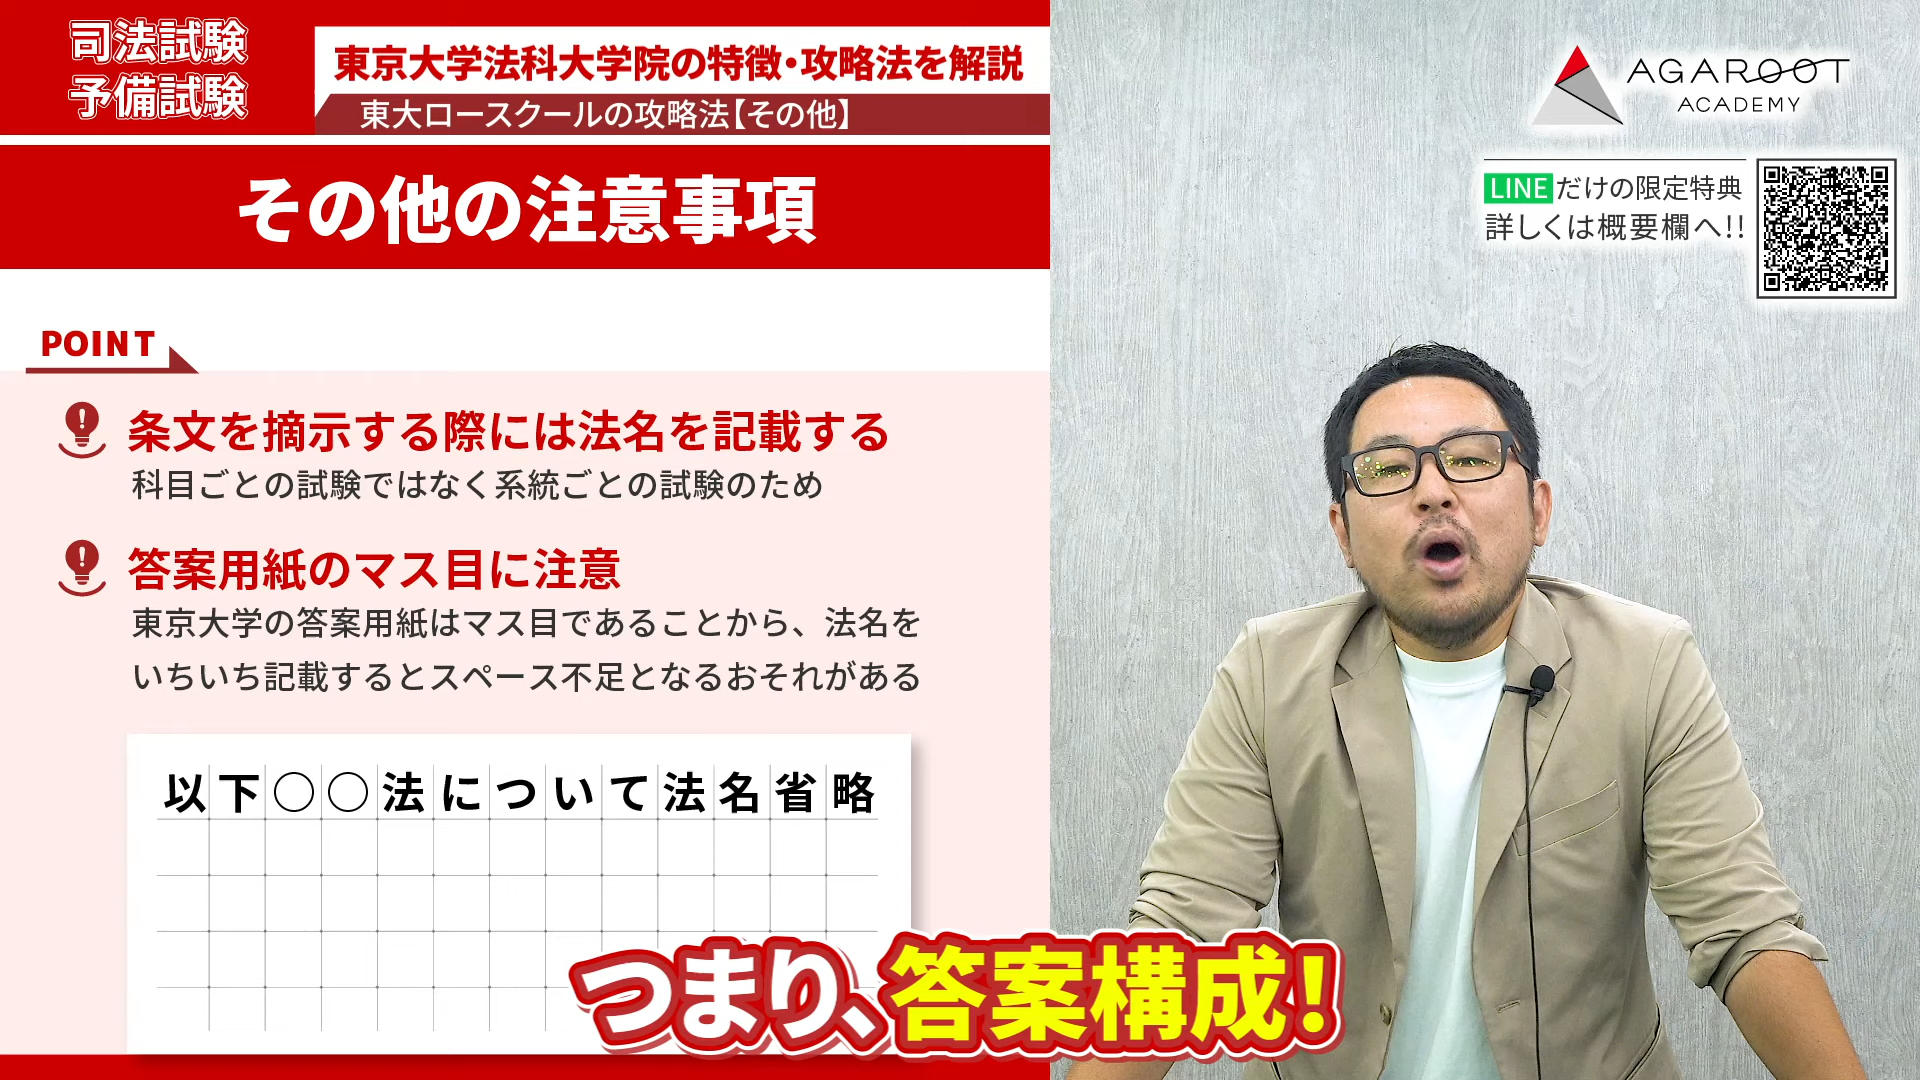 司法試験
予備試験
東京大学法科大学院の特徴・攻略法を解説
東大ロースクールの攻略法【その他】
その他の注意事項
POINT
条文を摘示する際には法名を記載する
科目ごとの試験ではなく系統ごとの試験のため
答案用紙のマス目に注意
東京大学の答案用紙はマス目であることから、法名を
いちいち記載するとスペース不足となるおそれがある
以下○○法について法名省略
つまり、答案構成！
AGAROOT
ACADEMY
LINEだけの限定特典
詳しくは概要欄へ!!